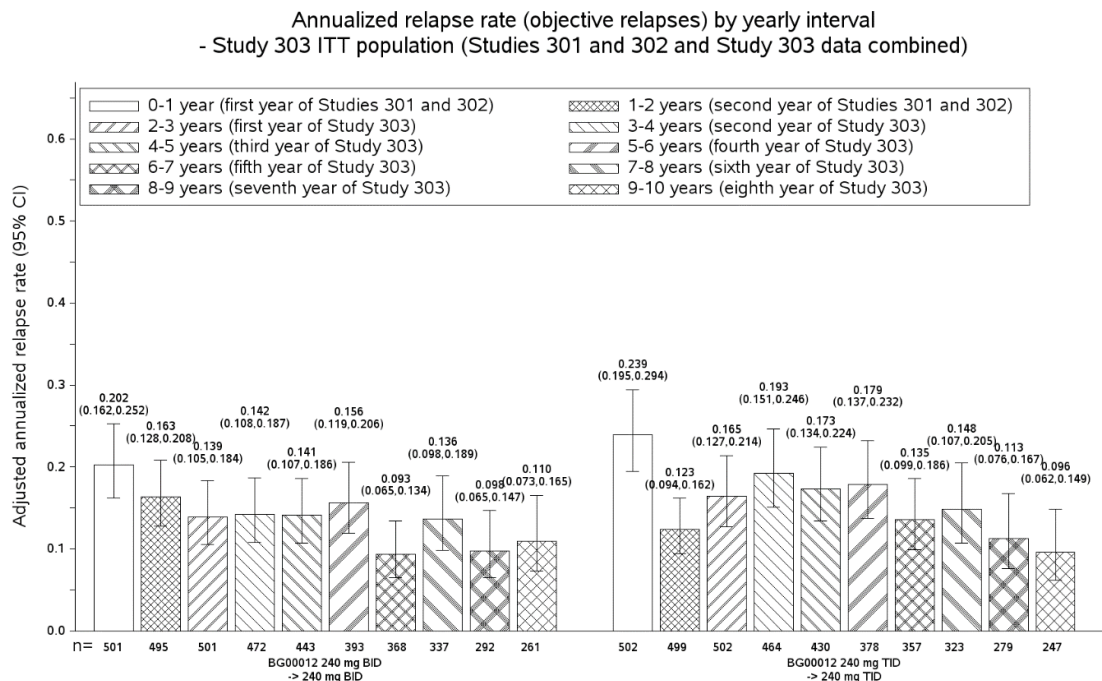 Annualized relapse rate (objective relapses) by yearly interval
- Study 303 ITT population (Studies 301 and 302 and Study 303 data combined)
Adjusted annualized relapse rate (95% CI)
0-1 year (first year of Studies 301 and 302)
1-2 years (second year of Studies 301 and 302)
2-3 years (first year of Study 303)
3-4 years (second year of Study 303)
4-5 years (third year of Study 303)
5-6 years (fourth year of Study 303)
6-7 years (fifth year of Study 303)
7-8 years (sixth year of Study 303)
8-9 years (seventh year of Study 303)
9-10 years (eighth year of Study 303)
0.6
0.5
0.4
0.3
0.2
0.1
0.0
0.202
(0.162,0.252)
0.163
(0.128,0.208)
0.139
(0.105,0.184)
0.142
(0.108,0.187)
0.141
(0.107,0.186)
0.156
(0.119,0.206)
0.093
(0.065,0.134)
0.136
(0.098,0.189)
0.098
(0.065,0.147)
0.110
(0.073,0.165)
0.239
(0.195,0.294)
0.123
(0.094,0.162)
0.165
(0.127,0.214)
0.193
(0.151,0.246)
0.173
(0.134,0.224)
0.179
(0.137,0.232)
0.135
(0.099,0.186)
0.148
(0.107,0.205)
0.113
(0.076,0.167)
0.096
(0.062,0.149)
n= 501 495 501 472 443 393 368 337 292 261 502 499 502 464 430 378 357 323 279 247
BG00012 240 mg BID
-> 240 mg BID
BG00012 240 mg TID
-> 240 mg TID